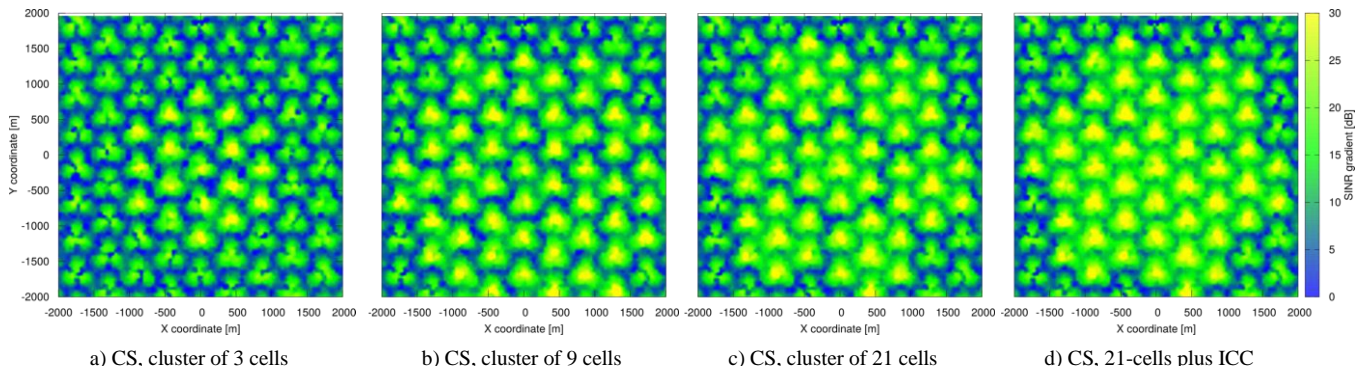 2000
1500
1000
500
0
-500
-1000
-1500
-2000
Y coordinate [m]
-2000 -1500 -1000 -500 0 500 1000 1500 2000
X coordinate [m]
a) CS, cluster of 3 cells
-2000 -1500 -1000 -500 0 500 1000 1500 2000
X coordinate [m]
b) CS, cluster of 9 cells
-2000 -1500 -1000 -500 0 500 1000 1500 2000
X coordinate [m]
c) CS, cluster of 21 cells
-2000 -1500 -1000 -500 0 500 1000 1500 2000
X coordinate [m]
d) CS, 21-cells plus ICC
30
25
20
15
10
5
0
SINR gradient [dB]